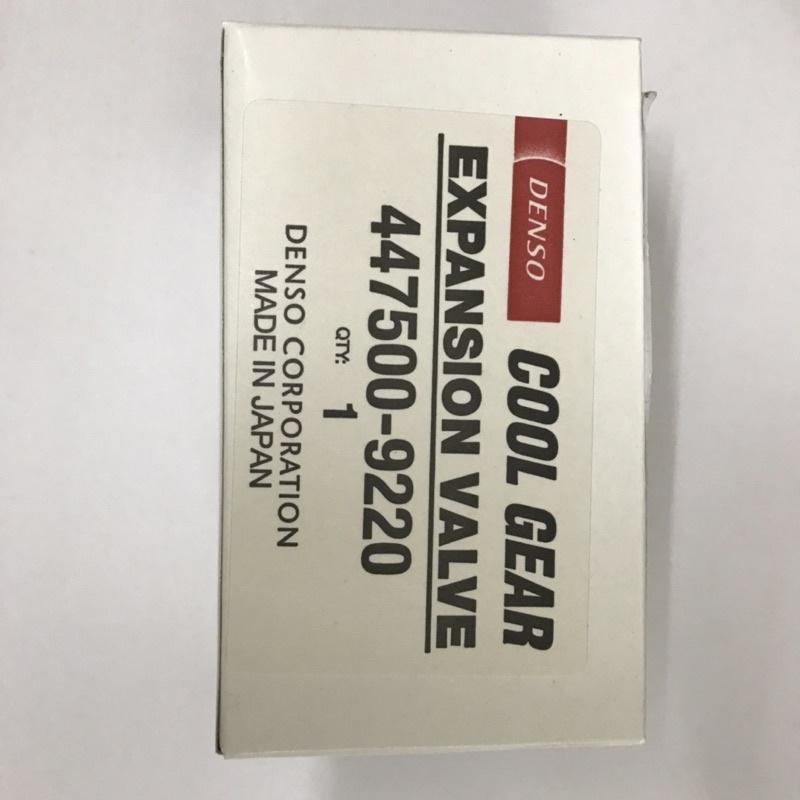 DENSO COOL GEAR
EXPANSION VALVE
447500-9220
QTY: 1
DENSO CORPORATION
MADE IN JAPAN